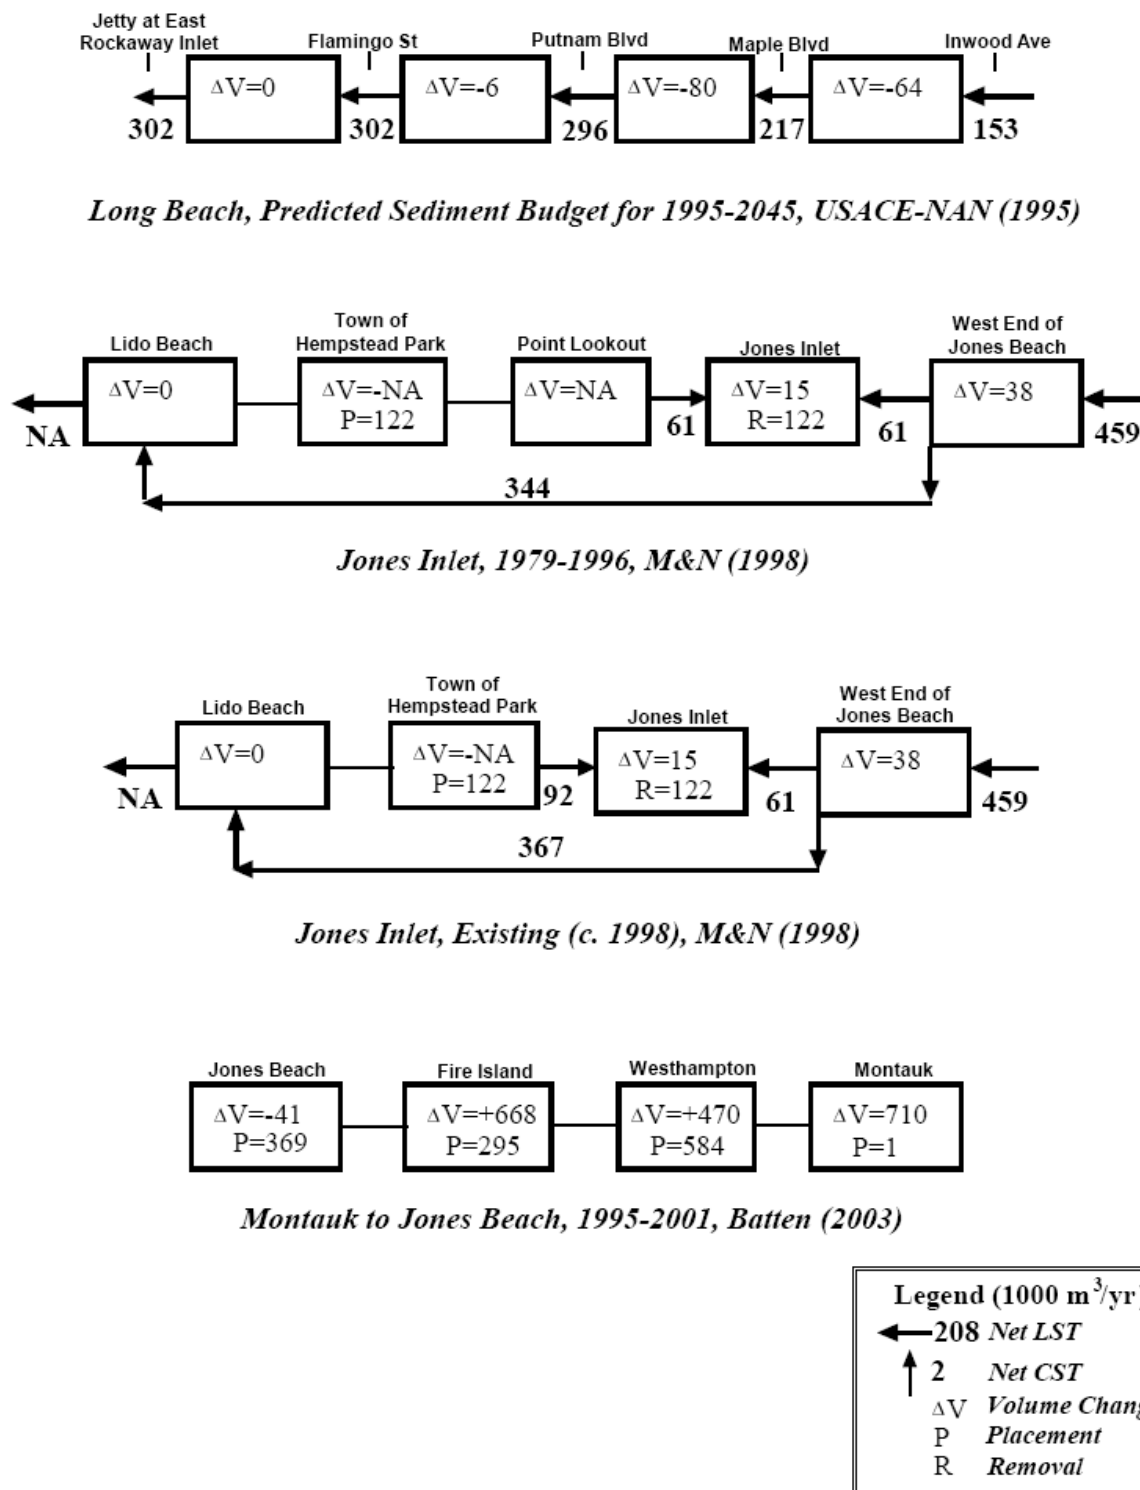 Jetty at East
Rockaway Inlet
Flamingo St
Putnam Blvd
Maple Blvd
Inwood Ave
ΔV=0
ΔV=-6
ΔV=-80
ΔV=-64
302
302
296
217
153
Long Beach, Predicted Sediment Budget for 1995-2045, USACE-NAN (1995)
Lido Beach
Town of
Hempstead Park
Point Lookout
Jones Inlet
West End of
Jones Beach
ΔV=0
ΔV=-NA
P=122
ΔV=NA
ΔV=15
R=122
ΔV=38
NA
61
61
459
344
Jones Inlet, 1979-1996, M&N (1998)
Lido Beach
Town of
Hempstead Park
Jones Inlet
West End of
Jones Beach
ΔV=0
ΔV=-NA
P=122
ΔV=15
R=122
ΔV=38
NA
92
61
459
367
Jones Inlet, Existing (c. 1998), M&N (1998)
Jones Beach
Fire Island
Westhampton
Montauk
ΔV=-41
P=369
ΔV=+668
P=295
ΔV=+470
P=584
ΔV=710
P=1
Montauk to Jones Beach, 1995-2001, Batten (2003)
Legend (1000 m³/yr)
208 Net LST
2 Net CST
ΔV Volume Chang
P Placement
R Removal